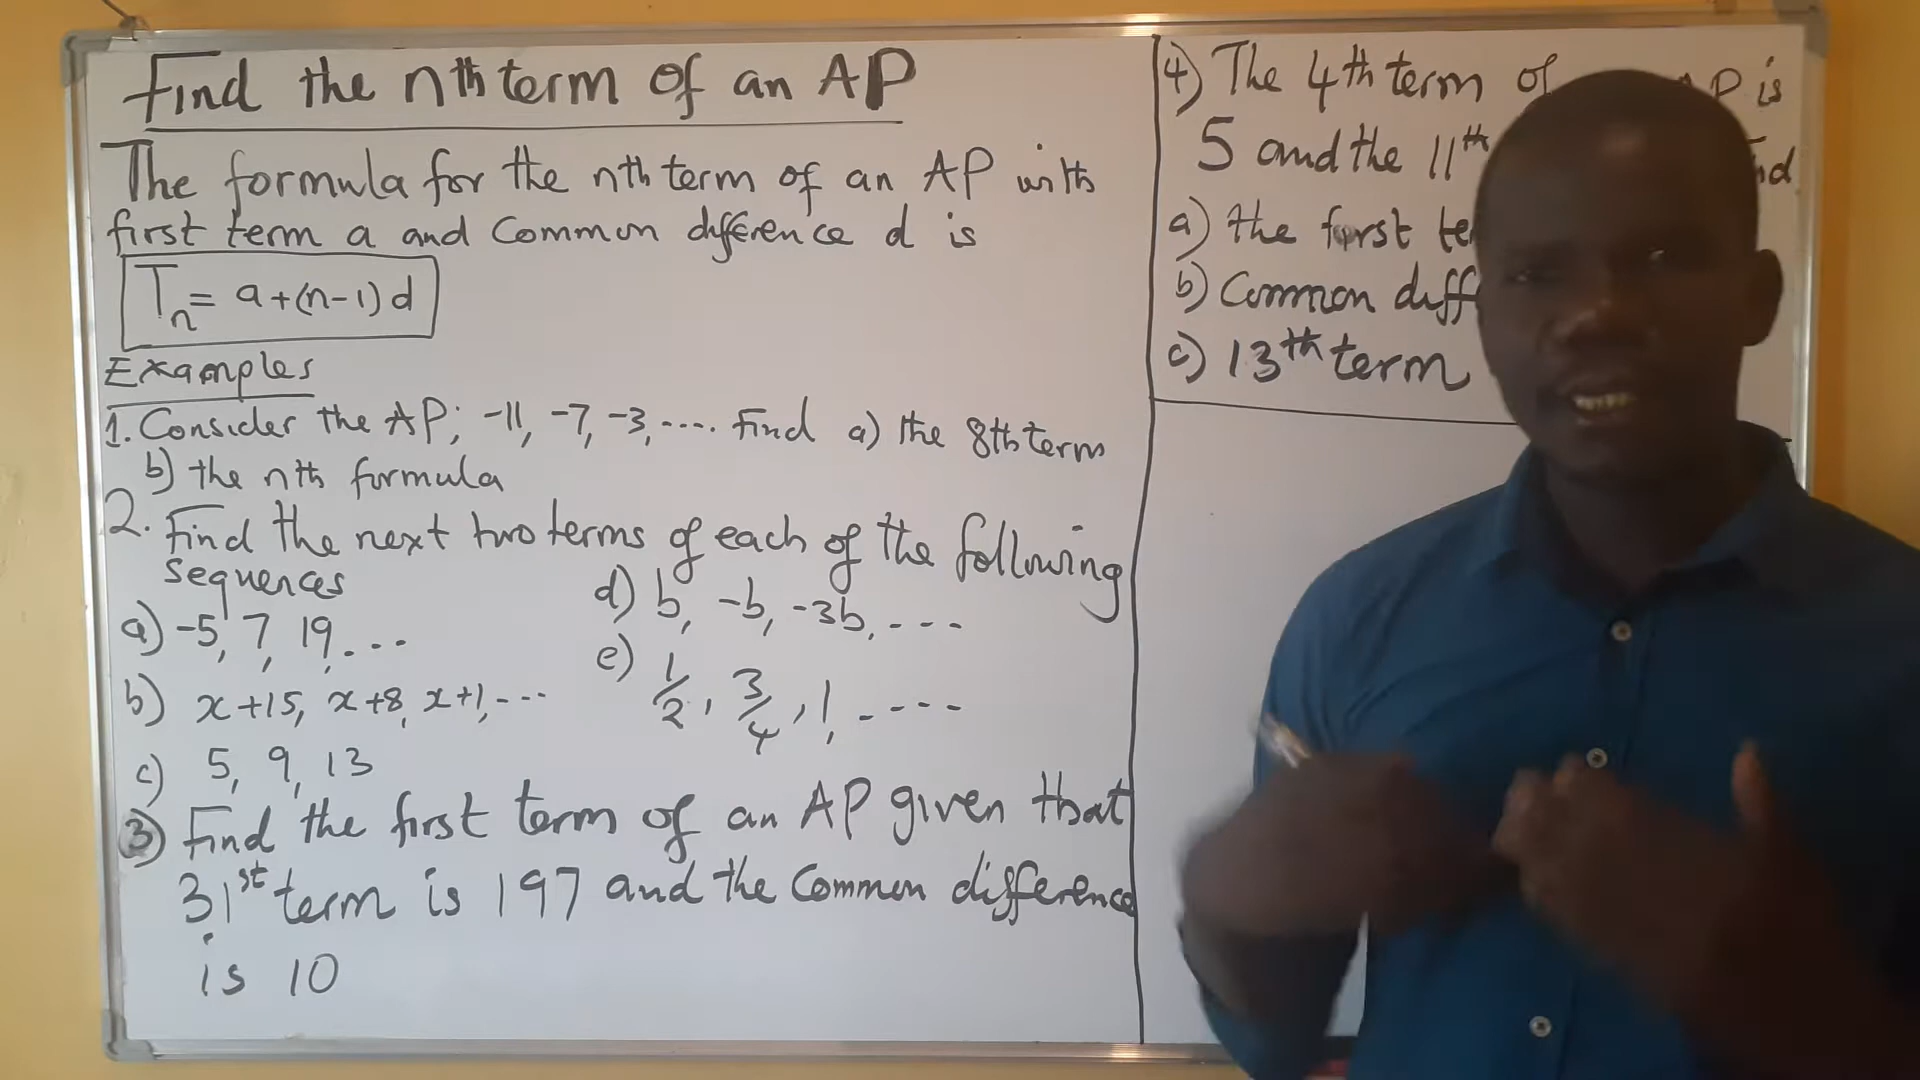 Find the nth term of an AP
The formula for the nth term of an AP with
first term a and Common difference d is
Tn = a+(n-1)d
Examples
1. Consider the AP; -11, -7, -3, .... Find a) the 8th term
b) the nth formula
2. Find the next two terms of each of the following
sequences
a) -5, 7, 19, ...
b) x+15, x+8, x+1, ...
c) 5, 9, 13
d) b, -b, -3b, ...
e) 1/2, 3/4, 1, ....
3) Find the first term of an AP given that
31st term is 197 and the Common difference
is 10
4) The 4th term of AP is
5 and the 11th
a) the first
b) Common
c) 13th term